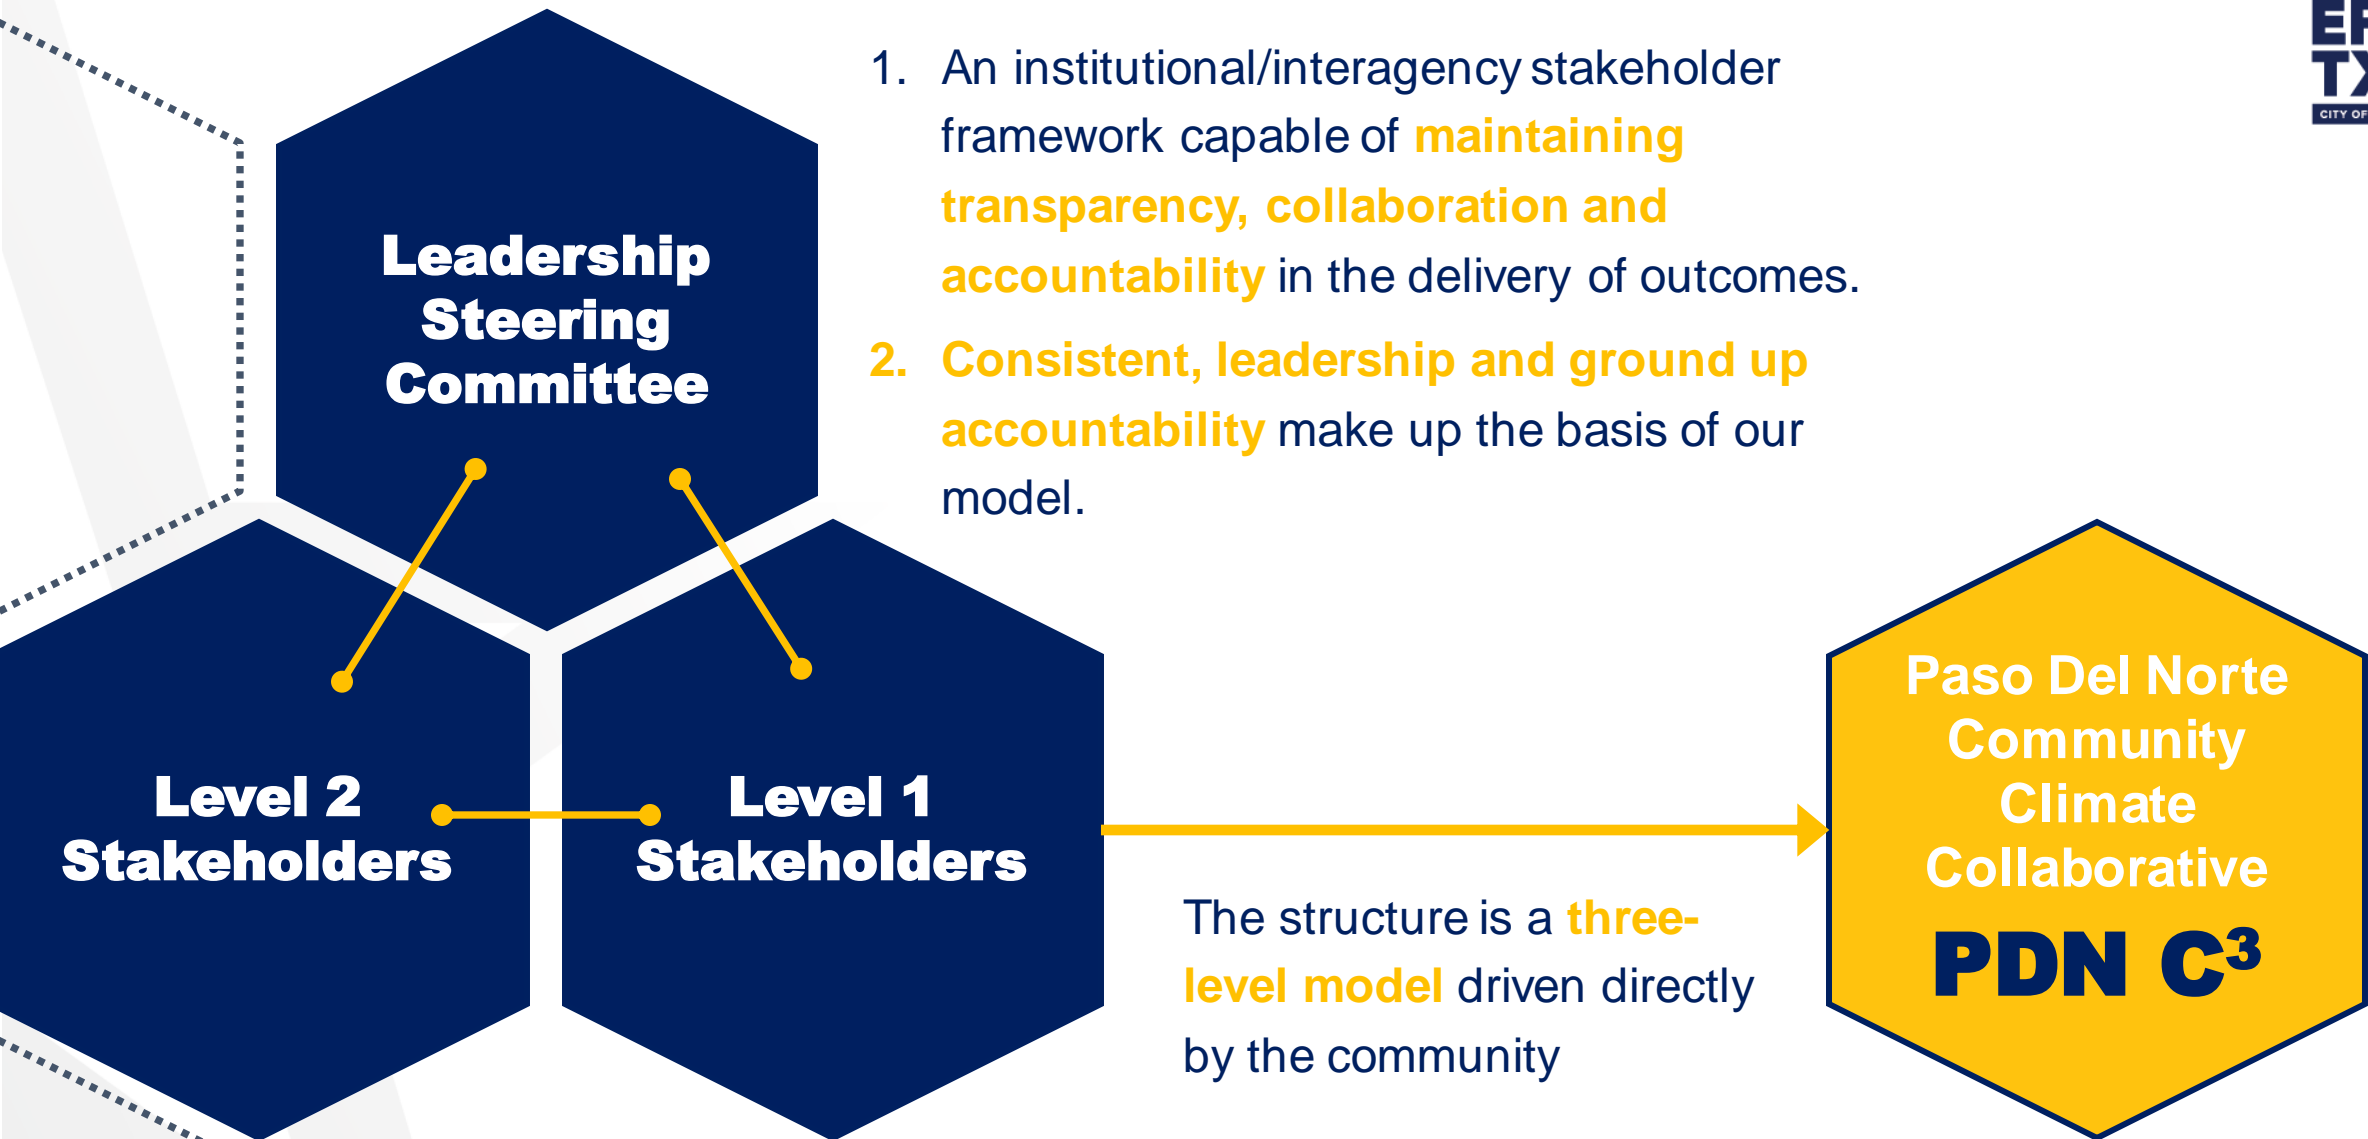 Leadership
Steering
Committee
1. An institutional/interagency stakeholder
framework capable of maintaining
transparency, collaboration and
accountability in the delivery of outcomes.
2. Consistent, leadership and ground up
accountability make up the basis of our
model.
Level 2
Stakeholders
Level 1
Stakeholders
The structure is a three-
level model driven directly
by the community
Paso Del Norte
Community
Climate
Collaborative
PDN C³
TX
CITY OF